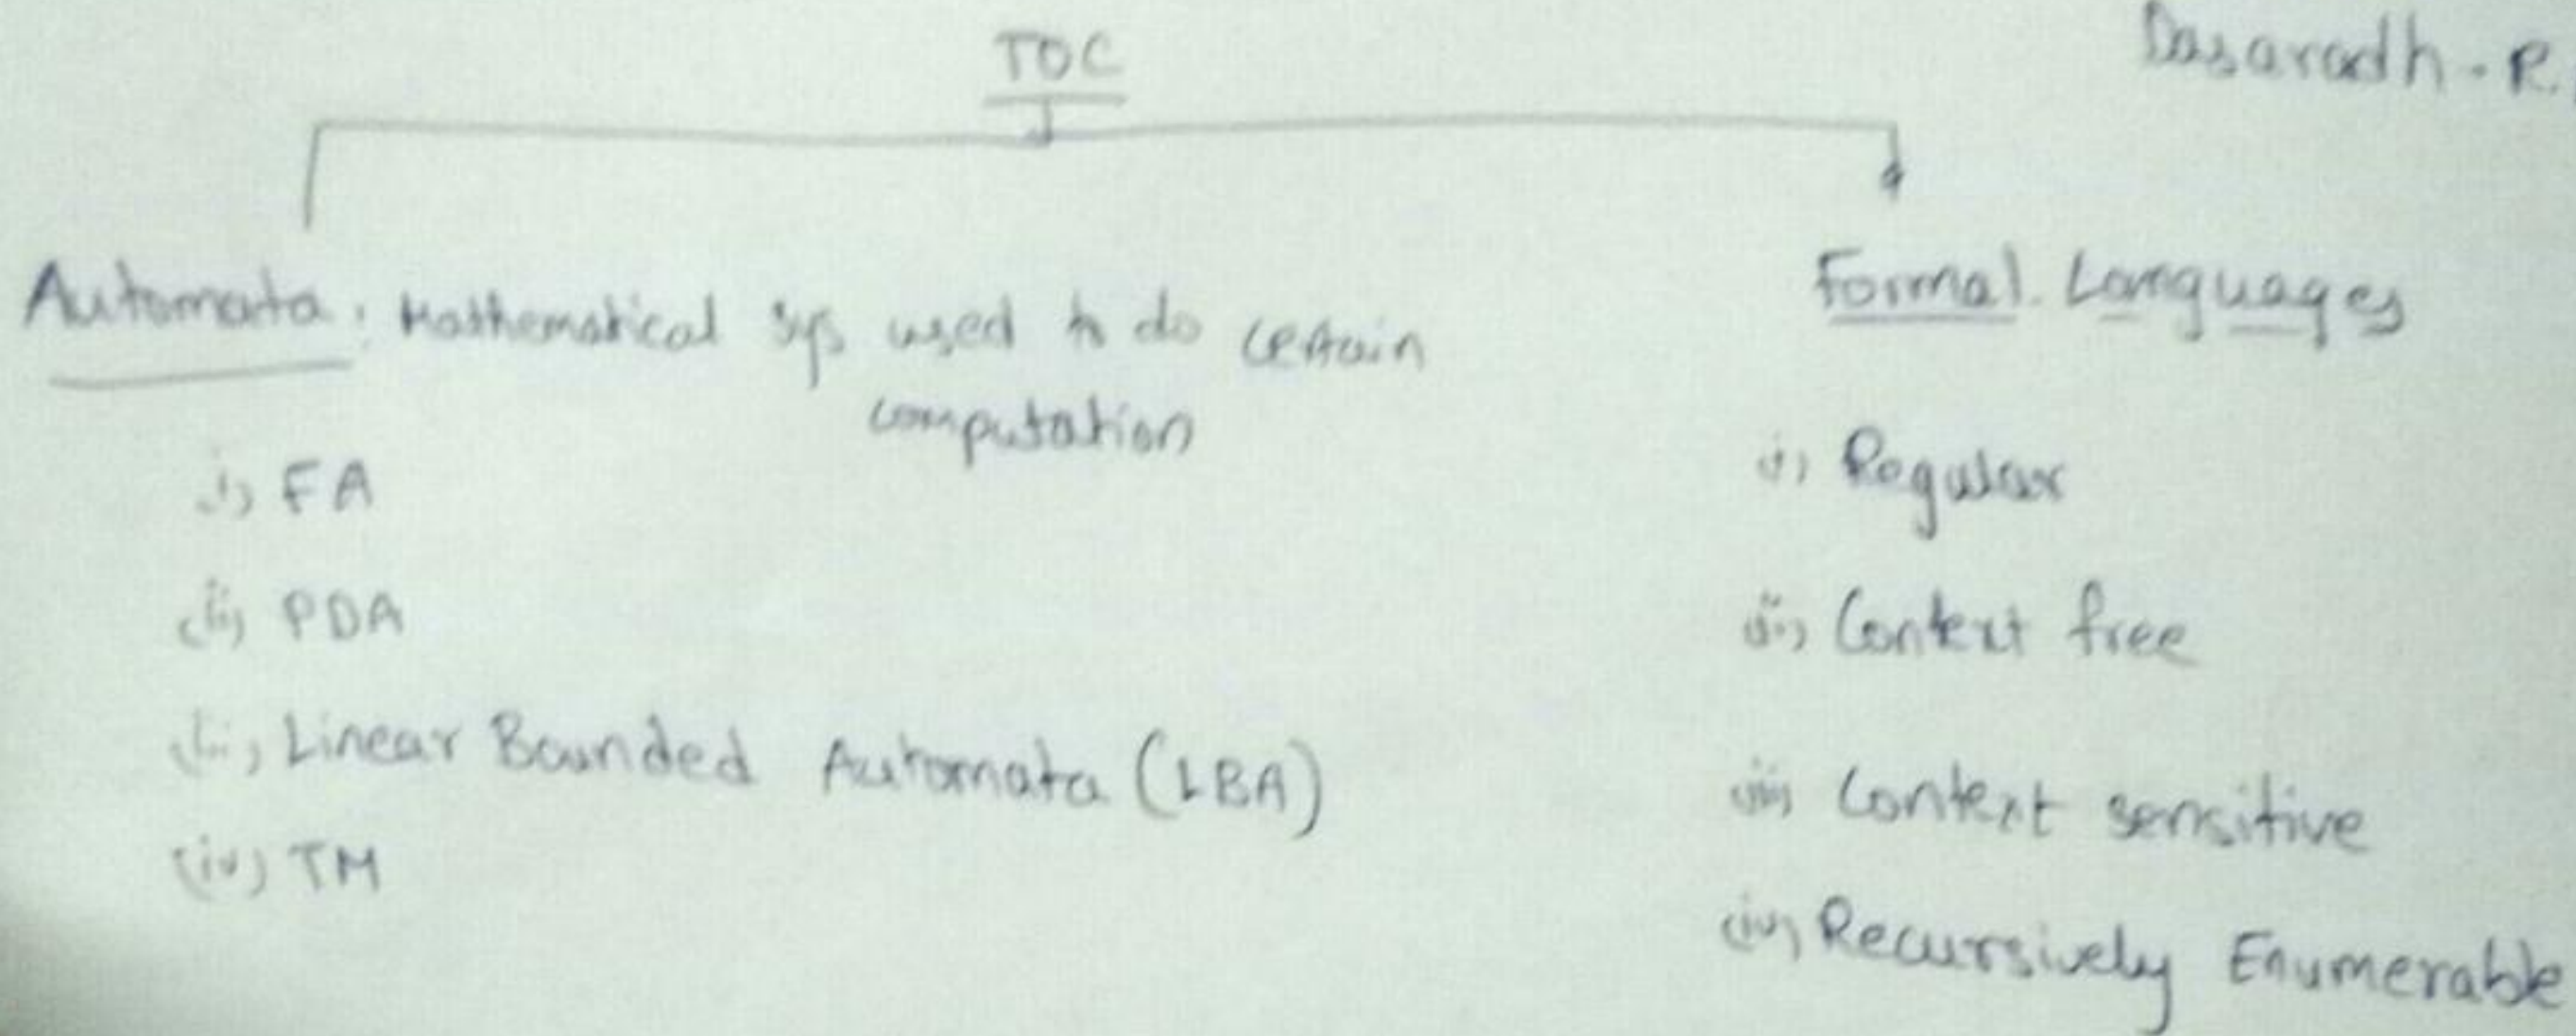 TOC
Dasaradh - R.
Automata : Mathematical sys used to do certain
computation
i) FA
(ii) PDA
(iii) Linear Bounded Automata (LBA)
(iv) TM
Formal Languages
i) Regular
ii) Context free
iii) Context sensitive
(iv) Recursively Enumerable